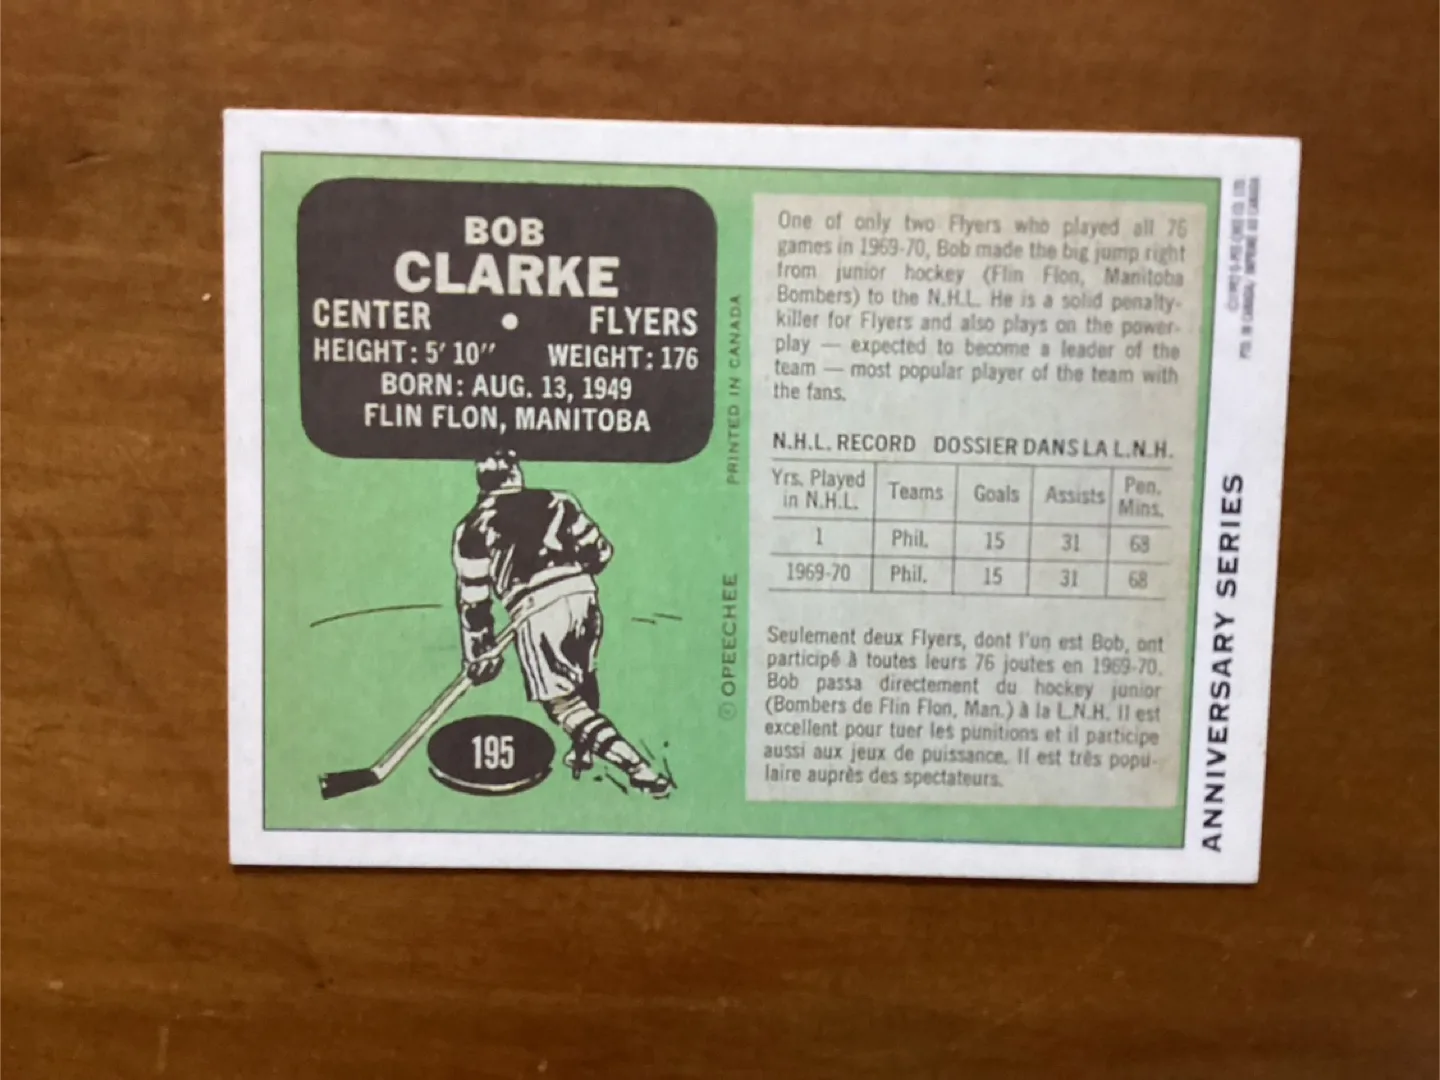 BOB
CLARKE
CENTER • FLYERS
HEIGHT: 5' 10" WEIGHT: 176
BORN: AUG. 13, 1949
FLIN FLON, MANITOBA
195
© OPEECHEE PRINTED IN CANADA
One of only two Flyers who played all 76
games in 1969-70, Bob made the big jump right
from junior hockey (Flin Flon, Manitoba
Bombers) to the N.H.L. He is a solid penalty-
killer for Flyers and also plays on the power-
play — expected to become a leader of the
team — most popular player of the team with
the fans.
N.H.L. RECORD DOSSIER DANS LA L.N.H.
Yrs. Played in N.H.L. Teams Goals Assists Pen. Mins.
1 Phil. 15 31 68
1969-70 Phil. 15 31 68
Seulement deux Flyers, dont l'un est Bob, ont
participé à toutes leurs 76 joutes en 1969-70.
Bob passa directement du hockey junior
(Bombers de Flin Flon, Man.) à la L.N.H. Il est
excellent pour tuer les punitions et il participe
aussi aux jeux de puissance. Il est très popu-
laire auprès des spectateurs.
ANNIVERSARY SERIES